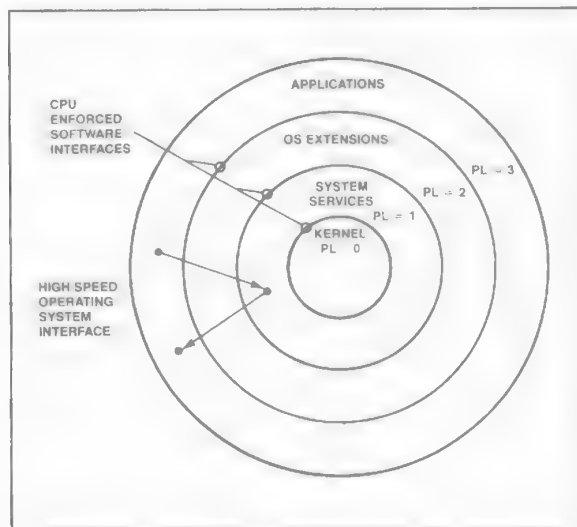 APPLICATIONS
CPU
ENFORCED
SOFTWARE
INTERFACES
OS EXTENSIONS
PL = 3
SYSTEM
SERVICES
PL = 2
PL = 1
KERNEL
PL 0
HIGH SPEED
OPERATING
SYSTEM
INTERFACE